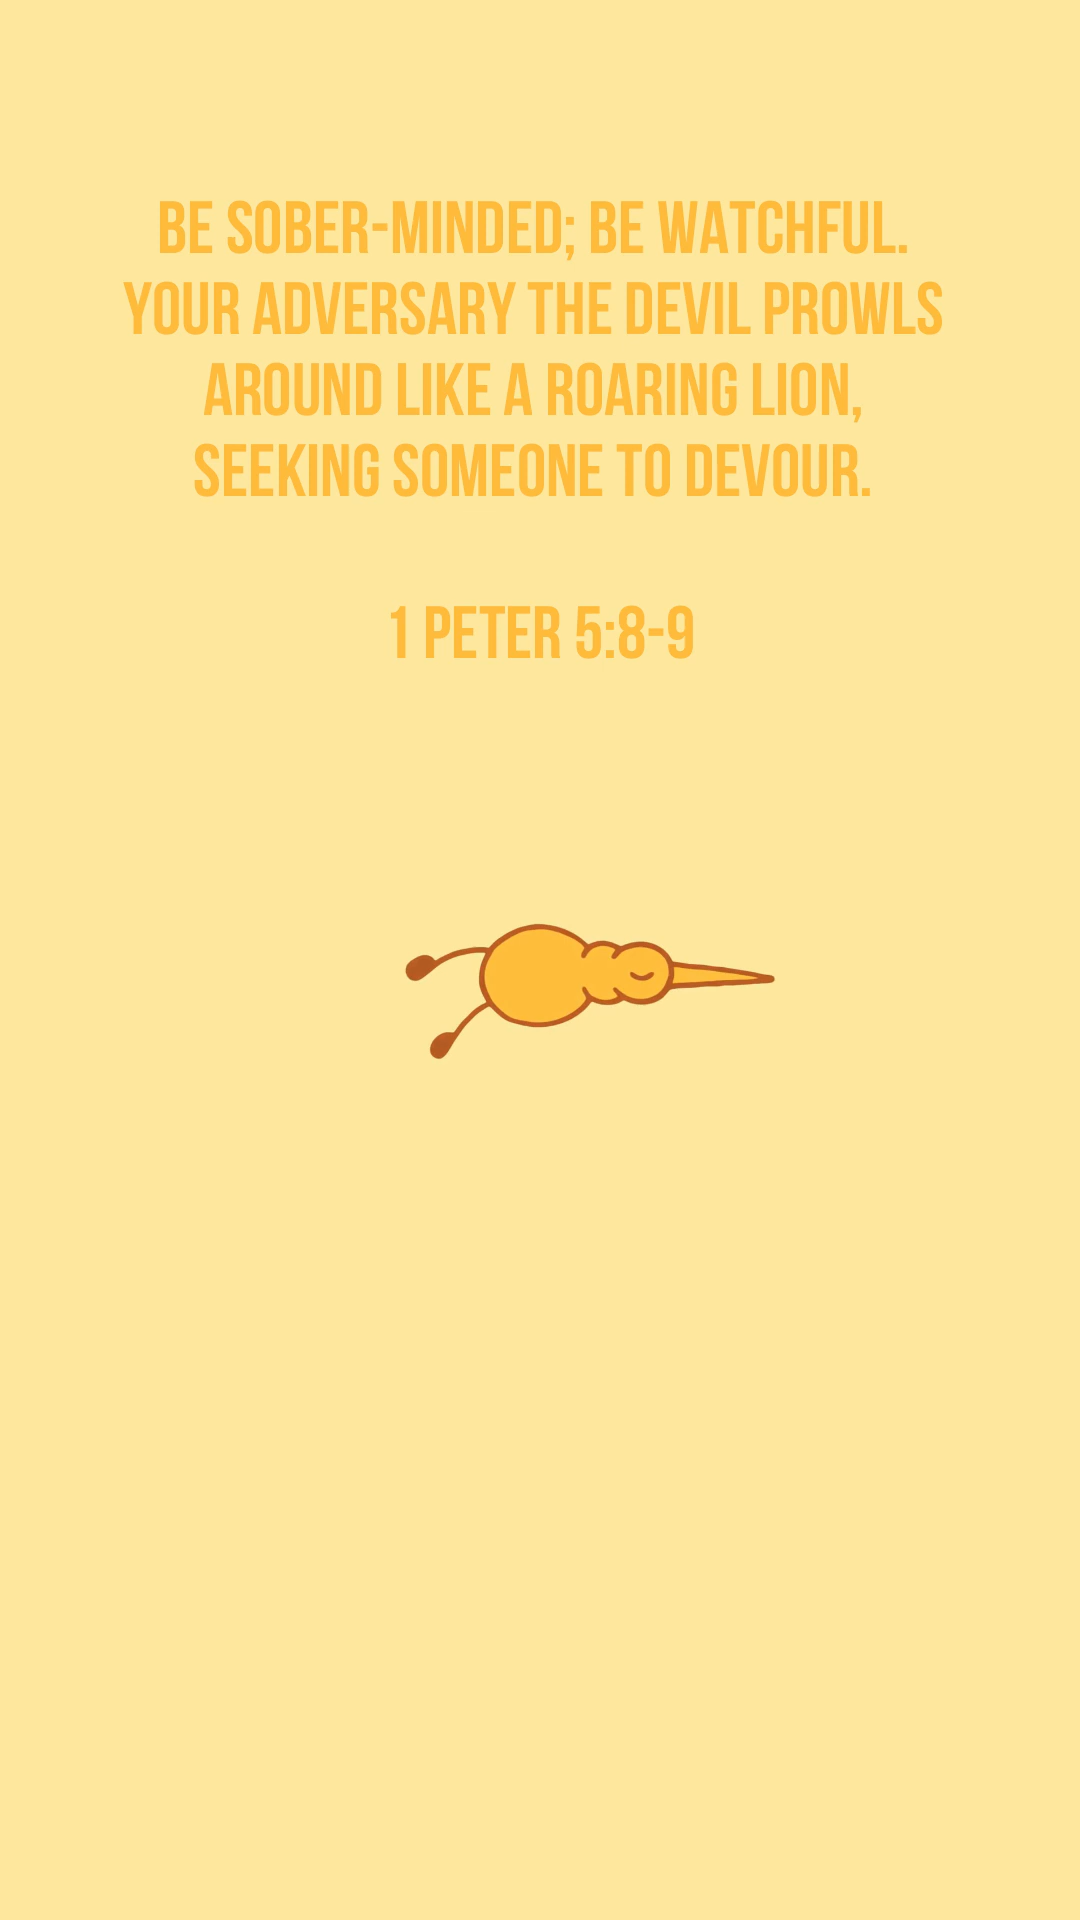 BE SOBER-MINDED; BE WATCHFUL.
YOUR ADVERSARY THE DEVIL PROWLS
AROUND LIKE A ROARING LION,
SEEKING SOMEONE TO DEVOUR.
1 PETER 5:8-9